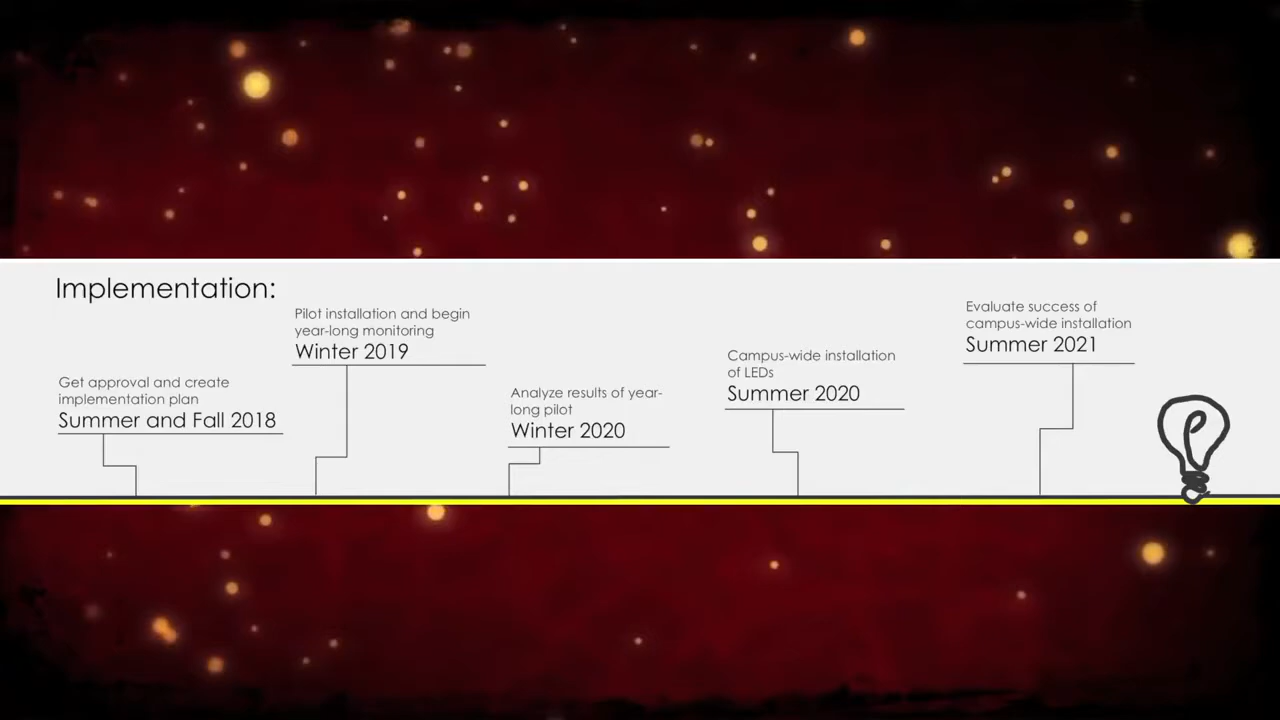 Implementation:
Get approval and create
implementation plan
Summer and Fall 2018
Pilot installation and begin
year-long monitoring
Winter 2019
Analyze results of year-
long pilot
Winter 2020
Campus-wide installation
of LEDs
Summer 2020
Evaluate success of
campus-wide installation
Summer 2021